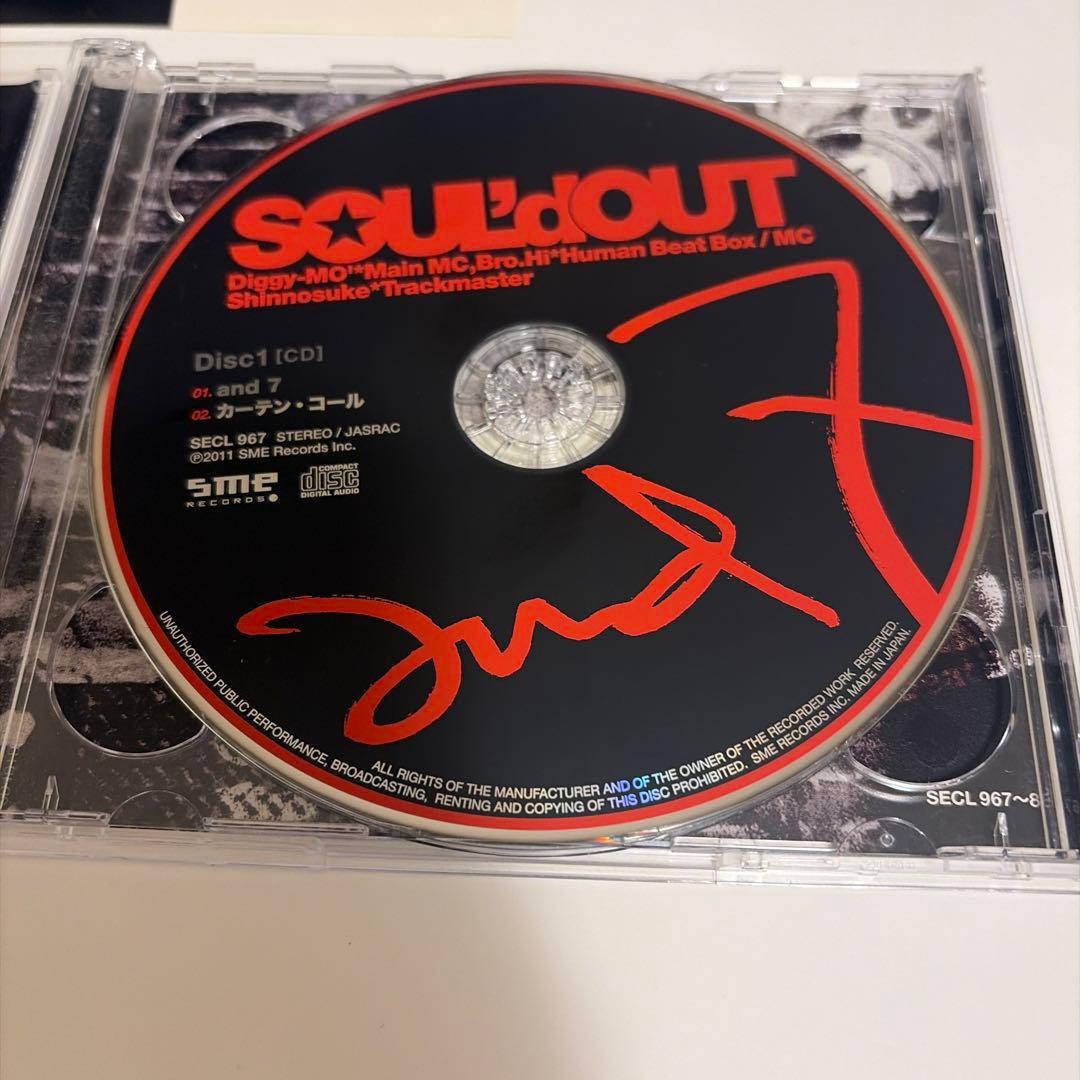 SOUL'dOUT
Diggy-MO'*Main MC,Bro.Hi*Human Beat Box / MC
Shinnosuke*Trackmaster
Disc1 [CD]
01. and 7
02. カーテン・コール
SECL 967 STEREO / JASRAC
℗2011 SME Records Inc.
sme
RECORDS
COMPACT
disc
DIGITAL AUDIO
and 7
ALL RIGHTS OF THE MANUFACTURER AND OF THE OWNER OF THE RECORDED WORK RESERVED.
UNAUTHORIZED PUBLIC PERFORMANCE, BROADCASTING, RENTING AND COPYING OF THIS DISC PROHIBITED. SME RECORDS INC. MADE IN JAPAN.
SECL 967~8